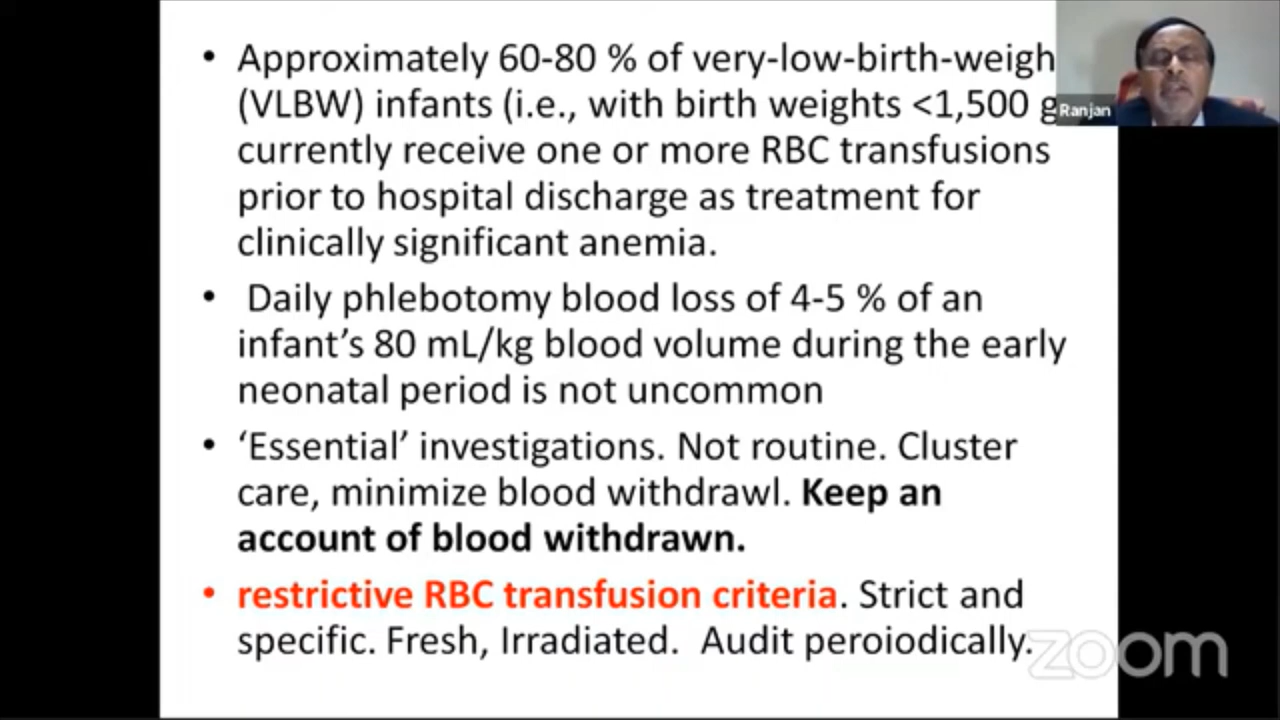 • Approximately 60-80 % of very-low-birth-weigh
(VLBW) infants (i.e., with birth weights <1,500 g
currently receive one or more RBC transfusions
prior to hospital discharge as treatment for
clinically significant anemia.
• Daily phlebotomy blood loss of 4-5 % of an
infant’s 80 mL/kg blood volume during the early
neonatal period is not uncommon
• ‘Essential’ investigations. Not routine. Cluster
care, minimize blood withdrawl. Keep an
account of blood withdrawn.
• restrictive RBC transfusion criteria. Strict and
specific. Fresh, Irradiated. Audit peroiodically.
Ranjan
zoom